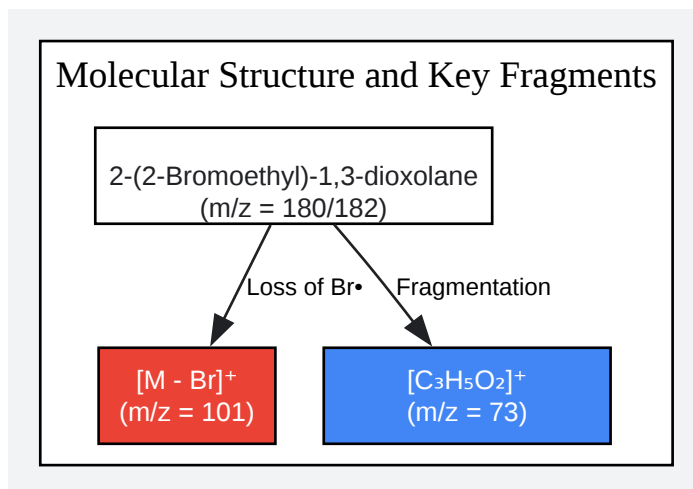 Molecular Structure and Key Fragments
2-(2-Bromoethyl)-1,3-dioxolane
(m/z = 180/182)
Loss of Br•
Fragmentation
[M - Br]⁺
(m/z = 101)
[C₃H₅O₂]⁺
(m/z = 73)